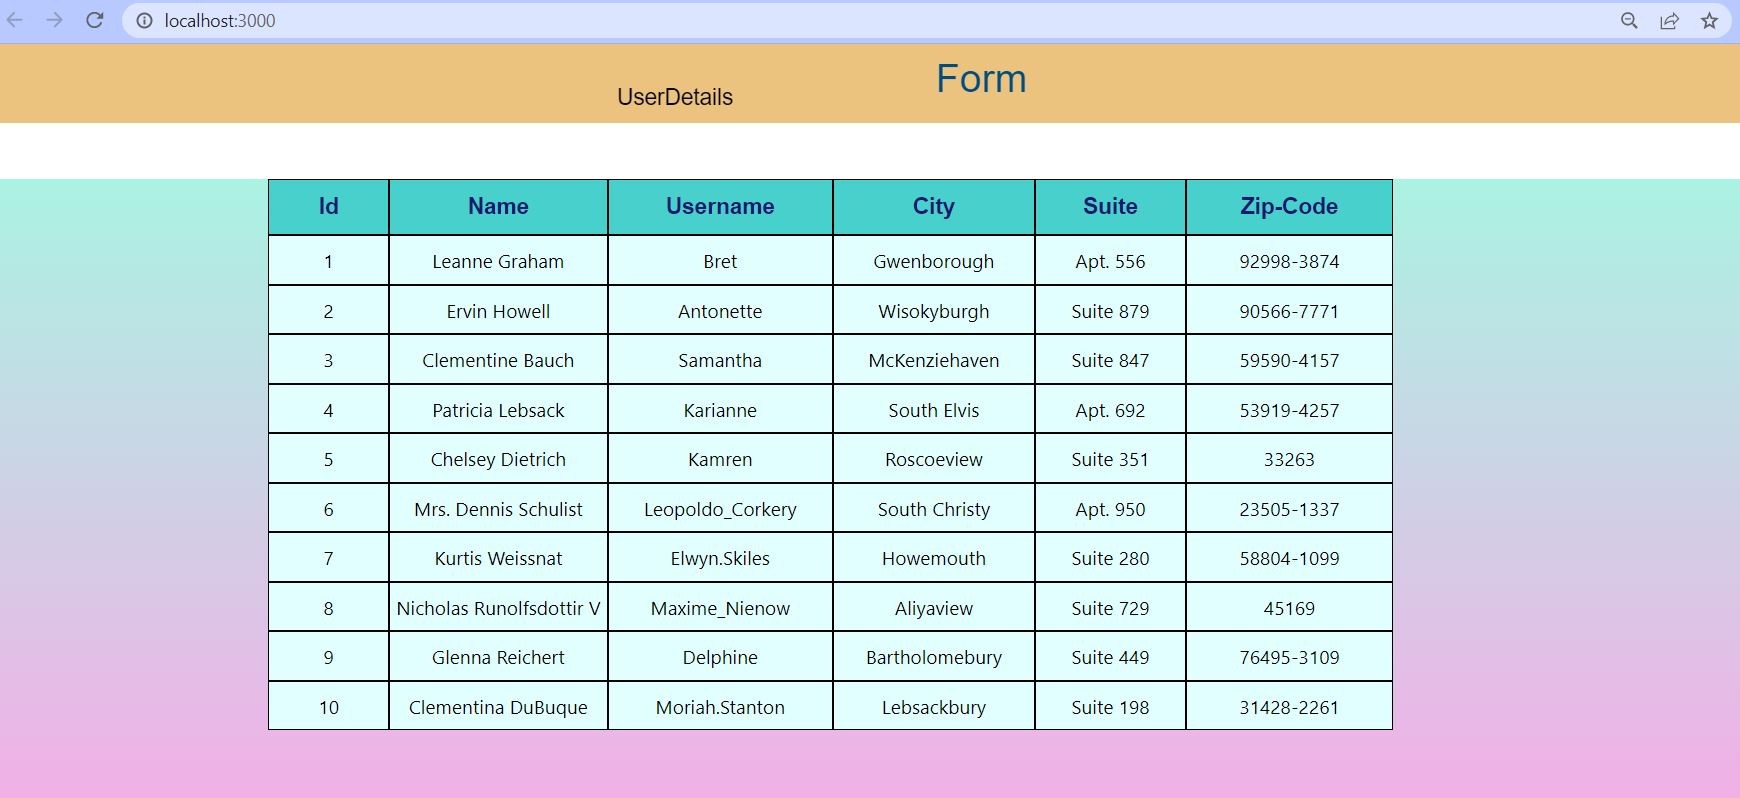 localhost:3000
UserDetails Form
Id Name Username City Suite Zip-Code
1 Leanne Graham Bret Gwenborough Apt. 556 92998-3874
2 Ervin Howell Antonette Wisokyburgh Suite 879 90566-7771
3 Clementine Bauch Samantha McKenziehaven Suite 847 59590-4157
4 Patricia Lebsack Karianne South Elvis Apt. 692 53919-4257
5 Chelsey Dietrich Kamren Roscoeview Suite 351 33263
6 Mrs. Dennis Schulist Leopoldo_Corkery South Christy Apt. 950 23505-1337
7 Kurtis Weissnat Elwyn.Skiles Howemouth Suite 280 58804-1099
8 Nicholas Runolfsdottir V Maxime_Nienow Aliyaview Suite 729 45169
9 Glenna Reichert Delphine Bartholomebury Suite 449 76495-3109
10 Clementina DuBuque Moriah.Stanton Lebsackbury Suite 198 31428-2261